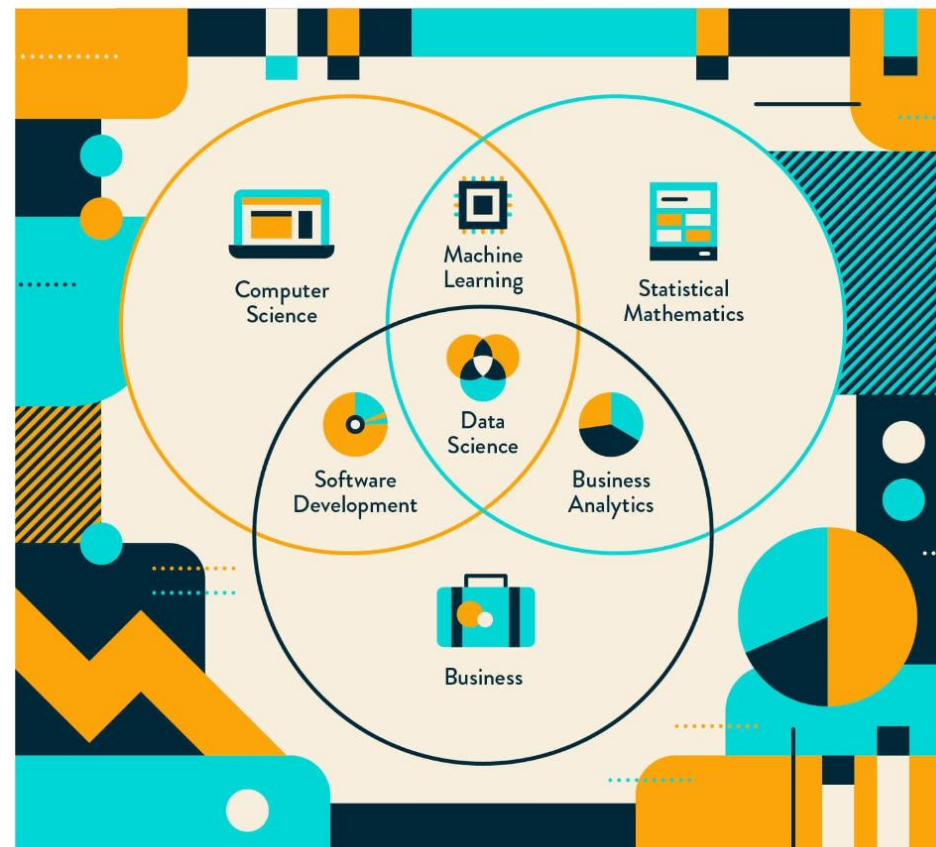 Machine
Learning
Computer
Science
Statistical
Mathematics
Data
Science
Software
Development
Business
Analytics
Business